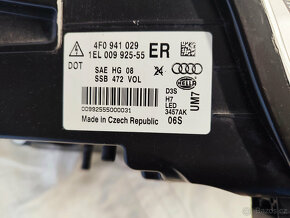 4F0 941 029
1EL 009 925-55 ER
DOT
SAE HG 08
SSB 472 VOL
HELLA
D3S
H7
LED
3457AK
UM7
00992555000031
Made in Czech Republic 06S